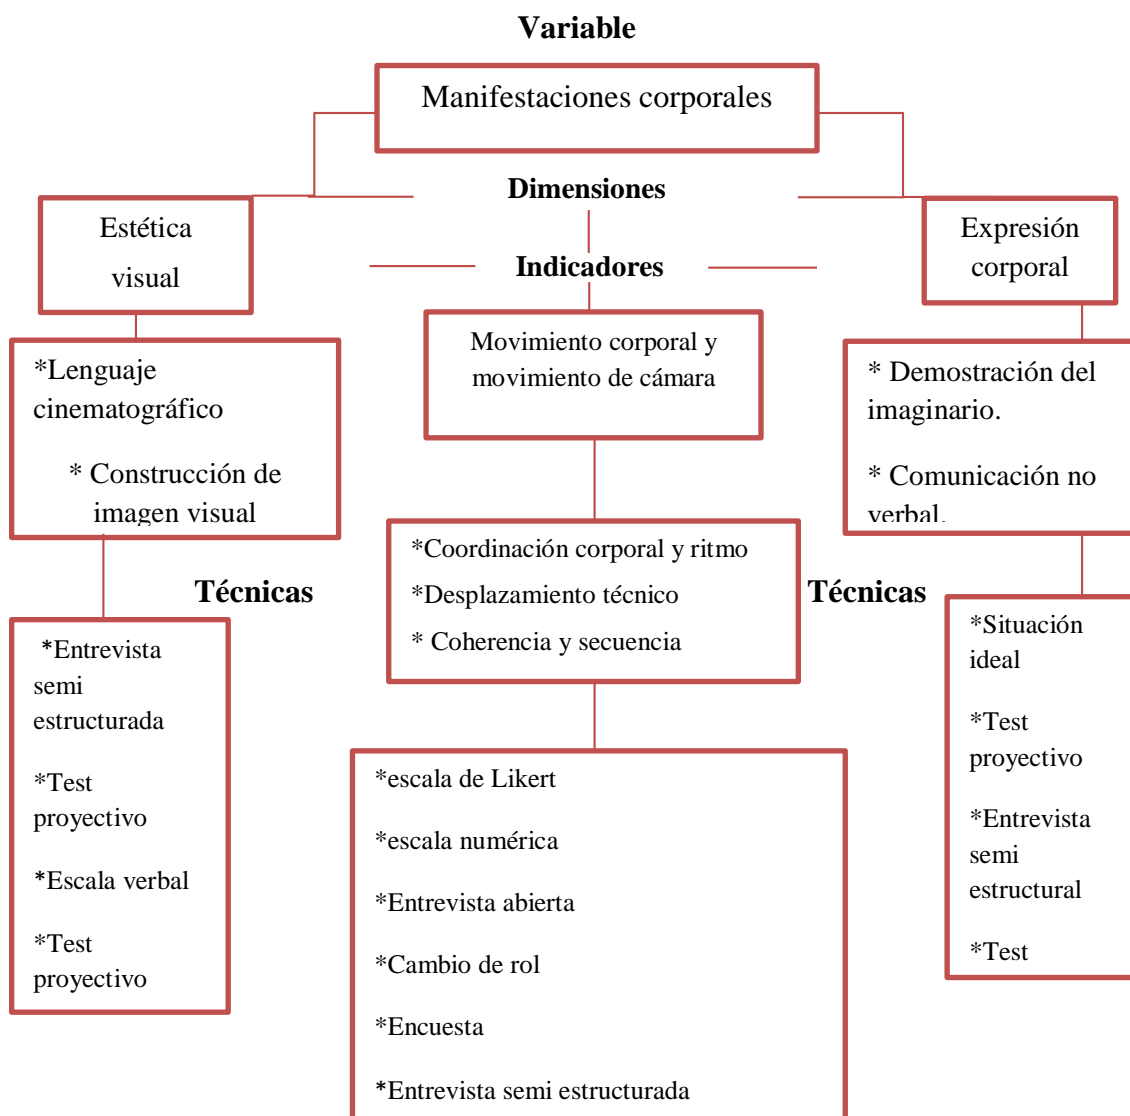 Variable
Manifestaciones corporales
Dimensiones
Estética
visual
Expresión
corporal
Indicadores
*Lenguaje
cinematográfico
* Construcción de
imagen visual
Movimiento corporal y
movimiento de cámara
* Demostración del
imaginario.
* Comunicación no
verbal.
*Coordinación corporal y ritmo
*Desplazamiento técnico
* Coherencia y secuencia
Técnicas
Técnicas
*Entrevista
semi
estructurada
*Test
proyectivo
*Escala verbal
*Test
proyectivo
*escala de Likert
*escala numérica
*Entrevista abierta
*Cambio de rol
*Encuesta
*Entrevista semi estructurada
*Situación
ideal
*Test
proyectivo
*Entrevista
semi
estructural
*Test